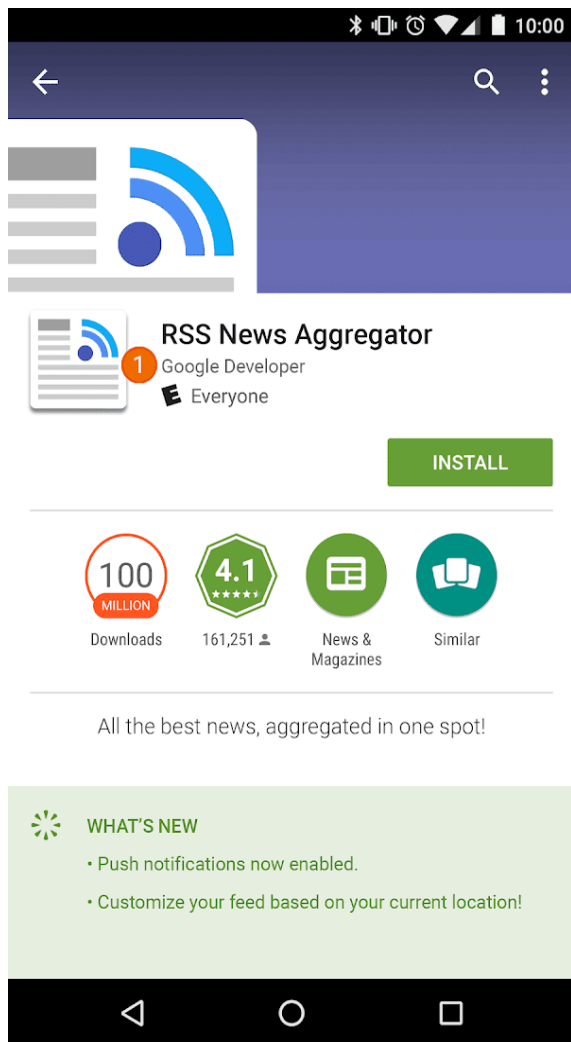 10:00
RSS News Aggregator
1
Google Developer
E Everyone
INSTALL
100
MILLION
Downloads
4.1
161,251
News &
Magazines
Similar
All the best news, aggregated in one spot!
WHAT'S NEW
• Push notifications now enabled.
• Customize your feed based on your current location!